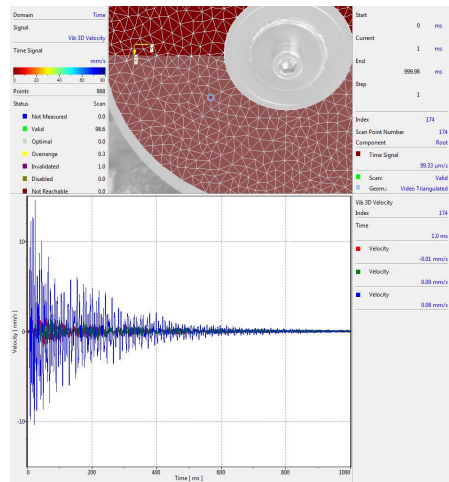 Domain Time
Signal
Vib 3D Velocity
Time Signal
mm/s
0 20 40 60 80
Points 868
Status Scan
Not Measured 0.0
Valid 98.6
Optimal 0.0
Overrange 0.3
Invalidated 1.0
Disabled 0.0
Not Reachable 0.0
Start
0 ms
Current
1 ms
End
999.98 ms
Step
1
Index 174
Scan Point Number 174
Component Root
Time Signal
99.33 µm/s
Scan: Valid
Geom.: Video Triangulated
Vib 3D Velocity
Index 174
Time
1.0 ms
Velocity
-0.01 mm/s
Velocity
0.09 mm/s
Velocity
0.08 mm/s
Velocity [ mm/s ]
10
0
-10
0 200 400 600 800 1000
Time [ ms ]